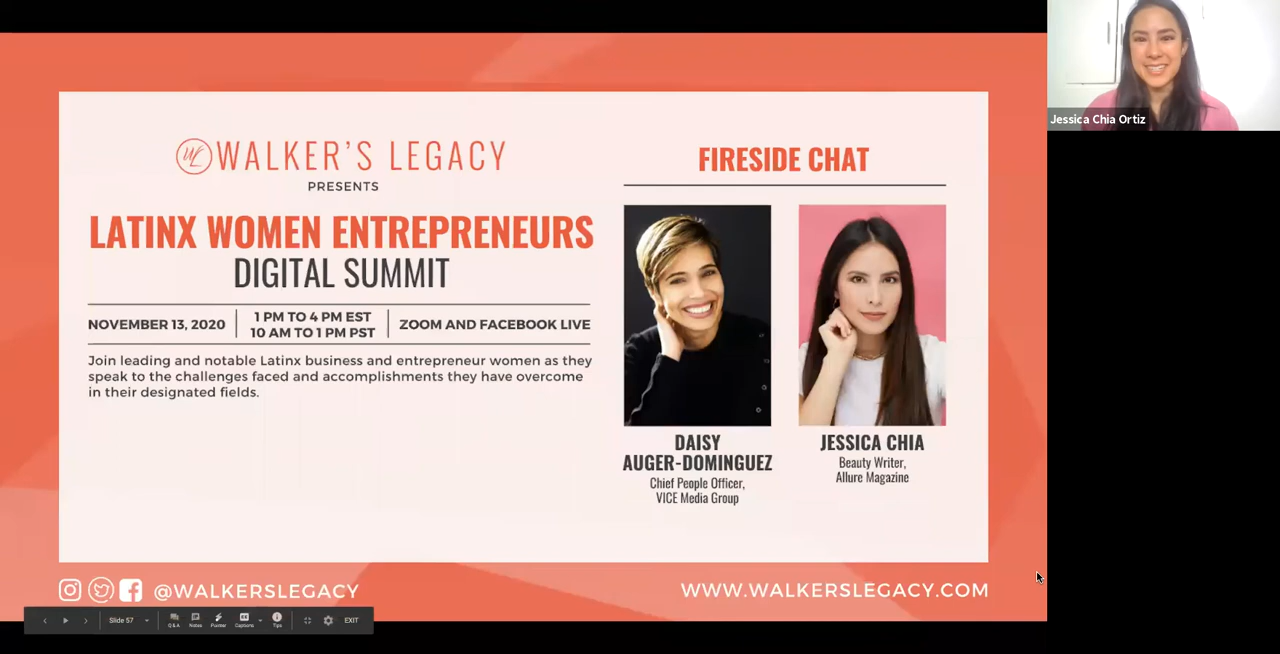 WALKER'S LEGACY
PRESENTS
LATINX WOMEN ENTREPRENEURS
DIGITAL SUMMIT
NOVEMBER 13, 2020
1 PM TO 4 PM EST
10 AM TO 1 PM PST
ZOOM AND FACEBOOK LIVE
Join leading and notable Latinx business and entrepreneur women as they
speak to the challenges faced and accomplishments they have overcome
in their designated fields.
FIRESIDE CHAT
DAISY
AUGER-DOMINGUEZ
Chief People Officer,
VICE Media Group
JESSICA CHIA
Beauty Writer,
Allure Magazine
@WALKERSLEGACY
WWW.WALKERSLEGACY.COM
Slide 57
Q&A
Notes
Pointer
Captions
Tips
EXIT
Jessica Chia Ortiz